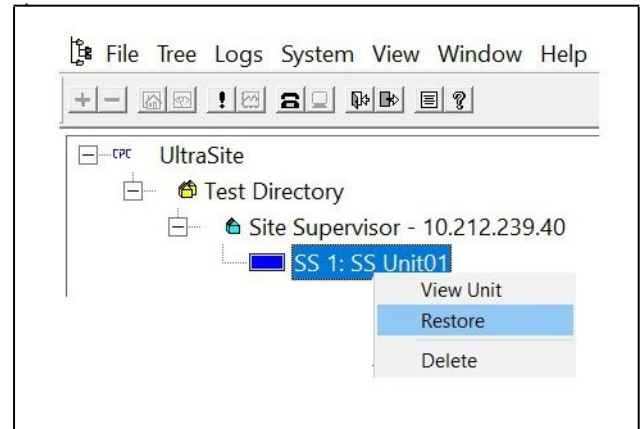 File Tree Logs System View Window Help
CPC UltraSite
Test Directory
Site Supervisor - 10.212.239.40
SS 1: SS Unit01
View Unit
Restore
Delete